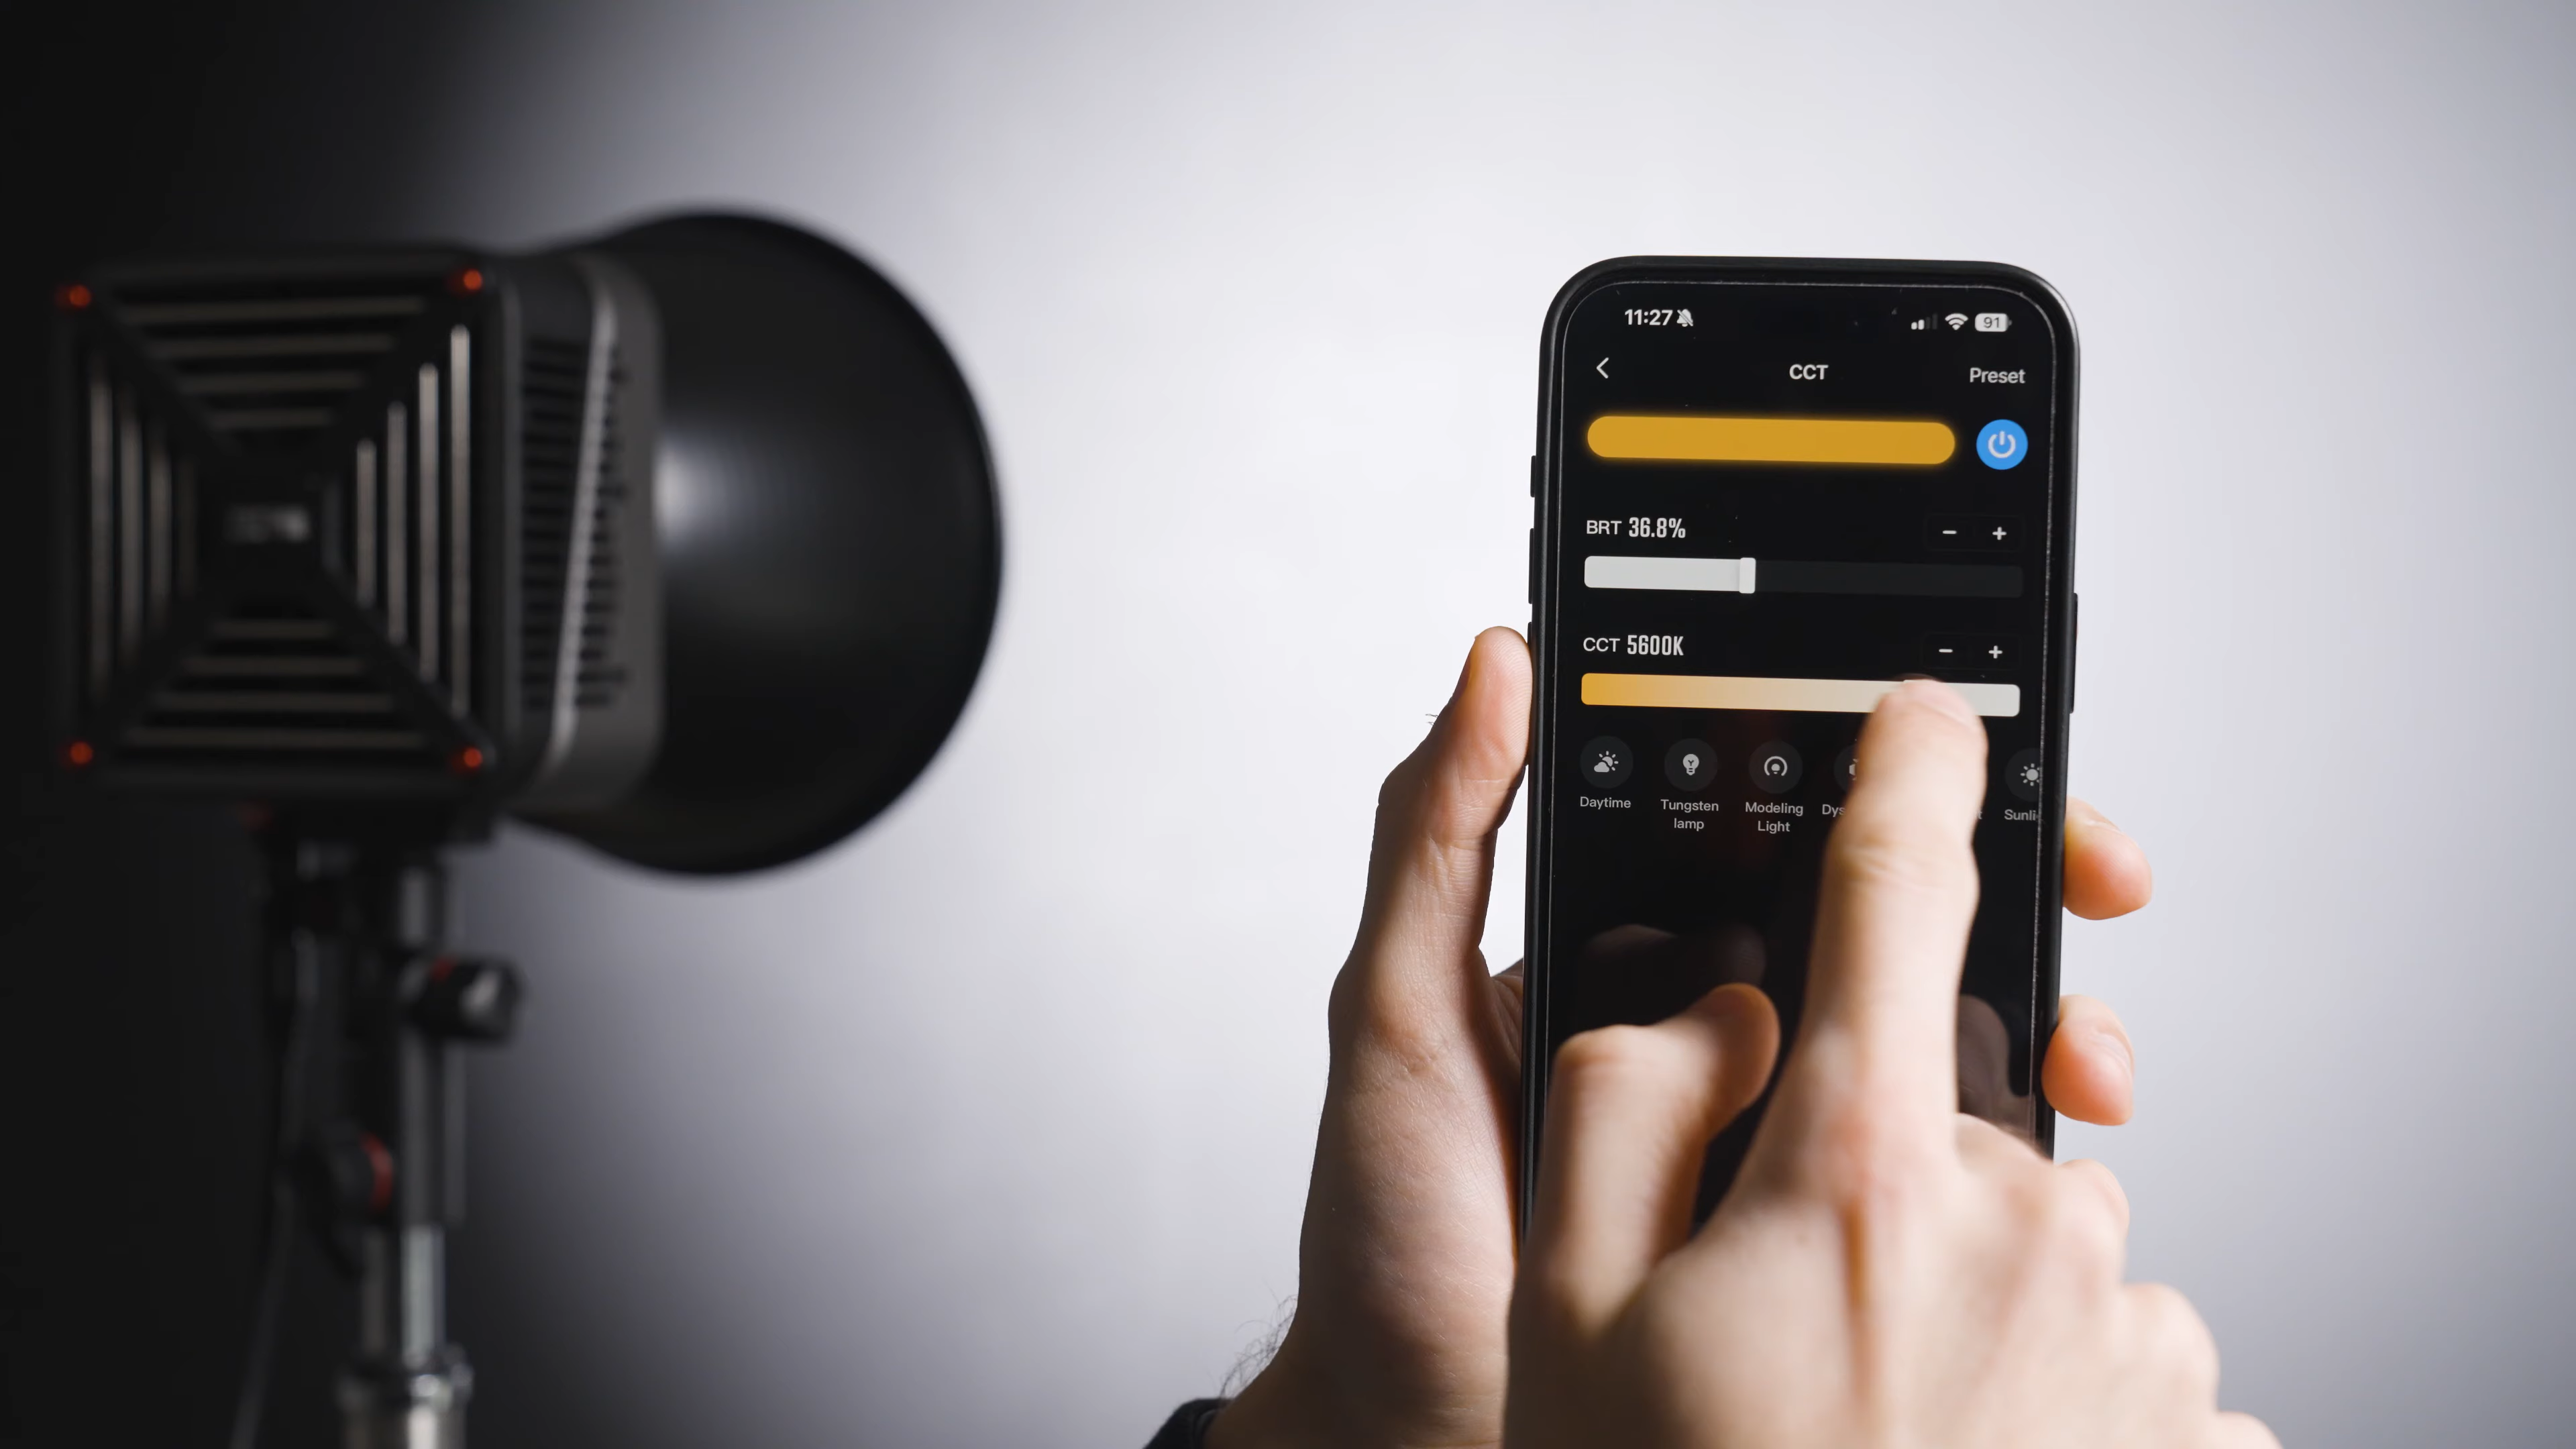 11:27
91
CCT
Preset
BRT 36.8%
- +
CCT 5600K
- +
Daytime
Tungsten
lamp
Modeling
Light